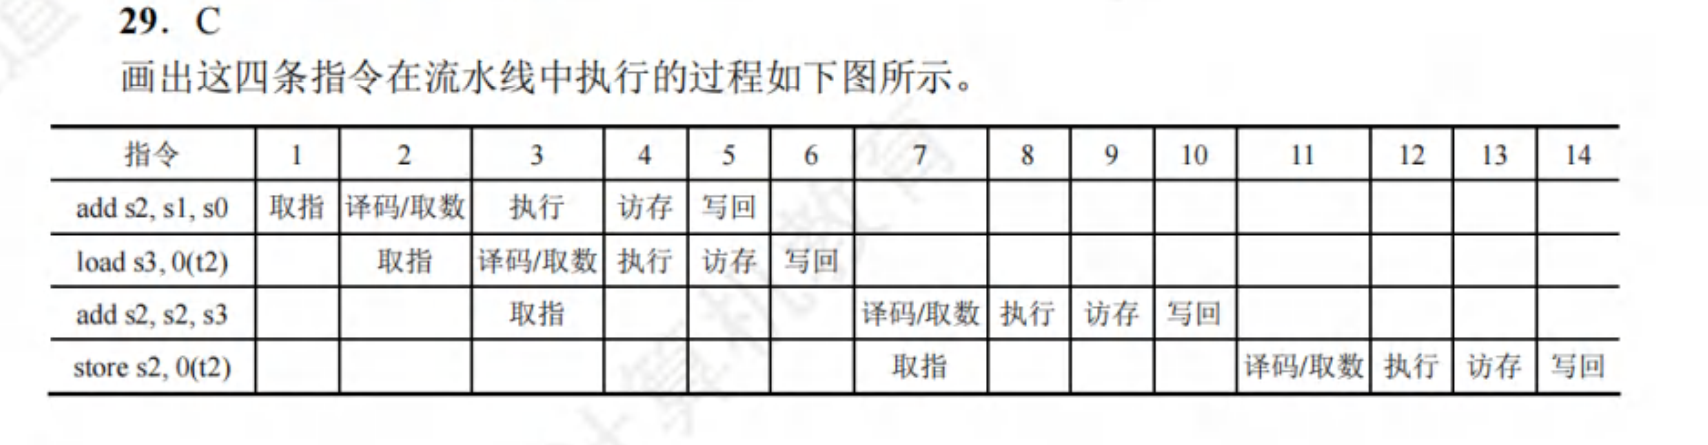 29. C
画出这四条指令在流水线中执行的过程如下图所示。
指令 1 2 3 4 5 6 7 8 9 10 11 12 13 14
add s2, s1, s0 取指 译码/取数 执行 访存 写回
load s3, 0(t2) 取指 译码/取数 执行 访存 写回
add s2, s2, s3 取指 译码/取数 执行 访存 写回
store s2, 0(t2) 取指 译码/取数 执行 访存 写回
计算机教育